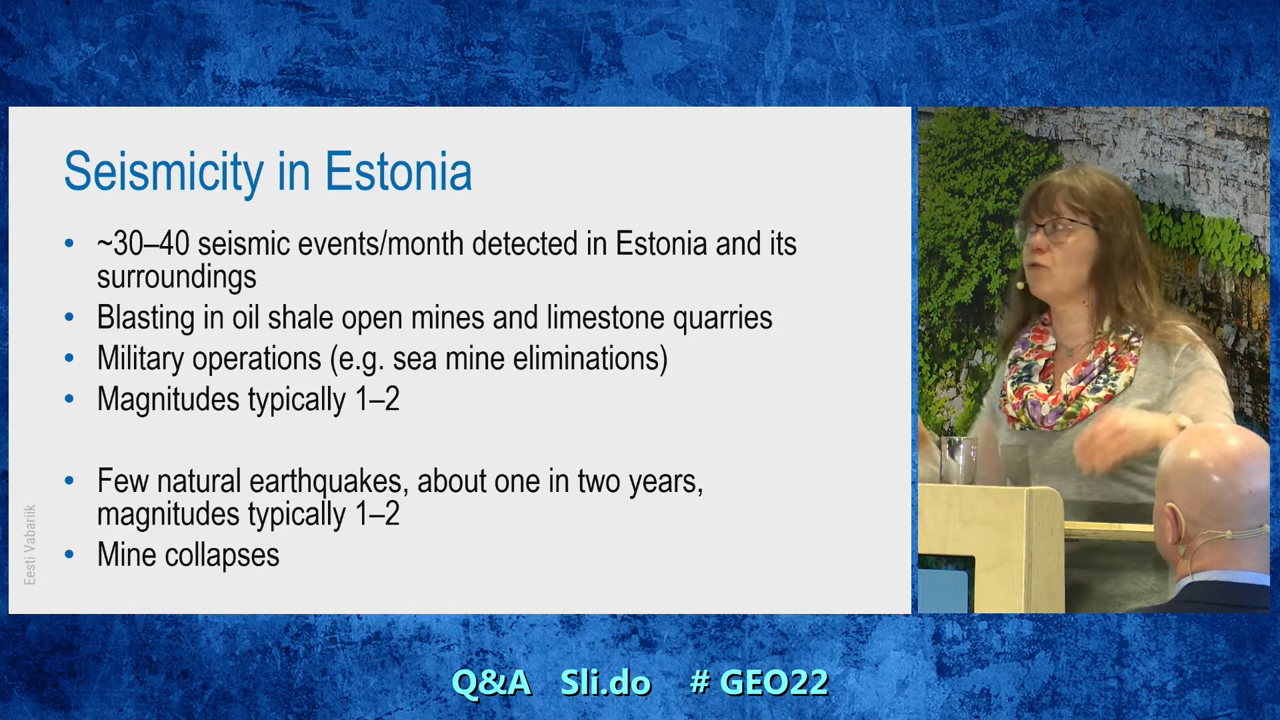 Seismicity in Estonia
• ~30–40 seismic events/month detected in Estonia and its
surroundings
• Blasting in oil shale open mines and limestone quarries
• Military operations (e.g. sea mine eliminations)
• Magnitudes typically 1–2
• Few natural earthquakes, about one in two years,
magnitudes typically 1–2
• Mine collapses
Eesti Vabariik
Q&A Sli.do # GEO22